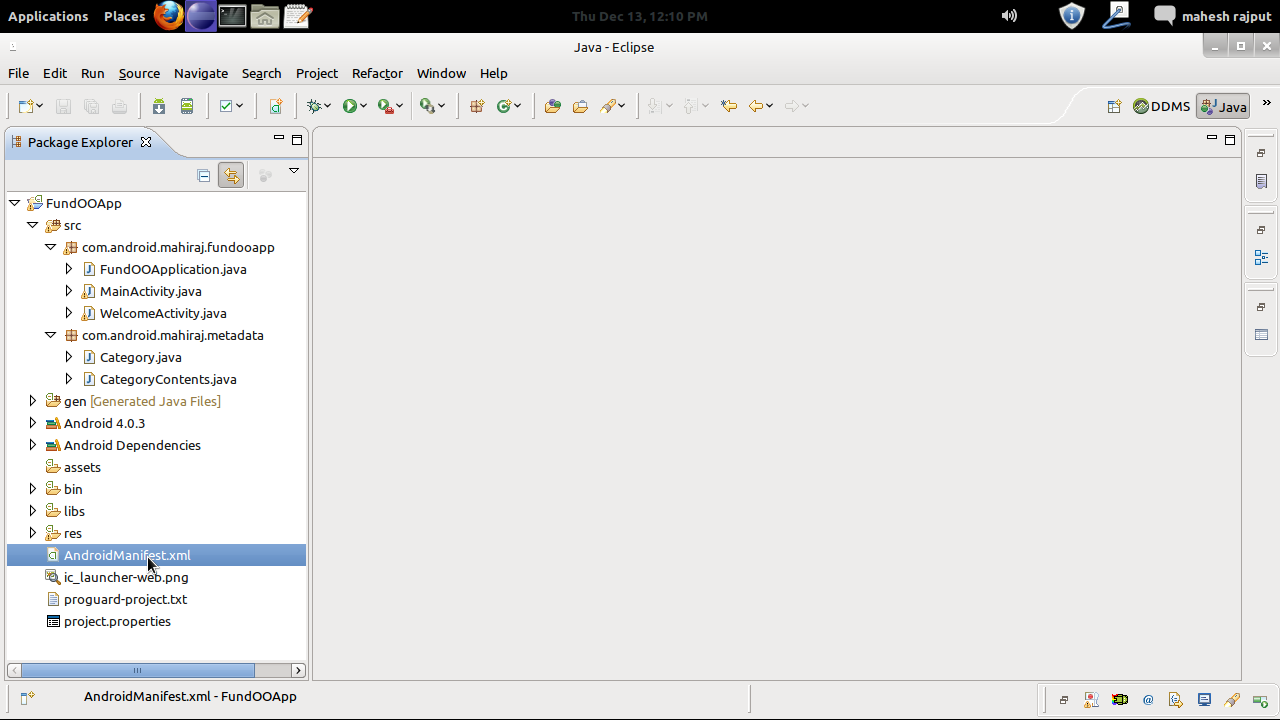 Applications Places Thu Dec 13, 12:10 PM mahesh rajput
Java - Eclipse
File Edit Run Source Navigate Search Project Refactor Window Help
DDMS Java
Package Explorer
FundOOApp
src
com.android.mahiraj.fundooapp
FundOOApplication.java
MainActivity.java
WelcomeActivity.java
com.android.mahiraj.metadata
Category.java
CategoryContents.java
gen [Generated Java Files]
Android 4.0.3
Android Dependencies
assets
bin
libs
res
AndroidManifest.xml
ic_launcher-web.png
proguard-project.txt
project.properties
AndroidManifest.xml - FundOOApp